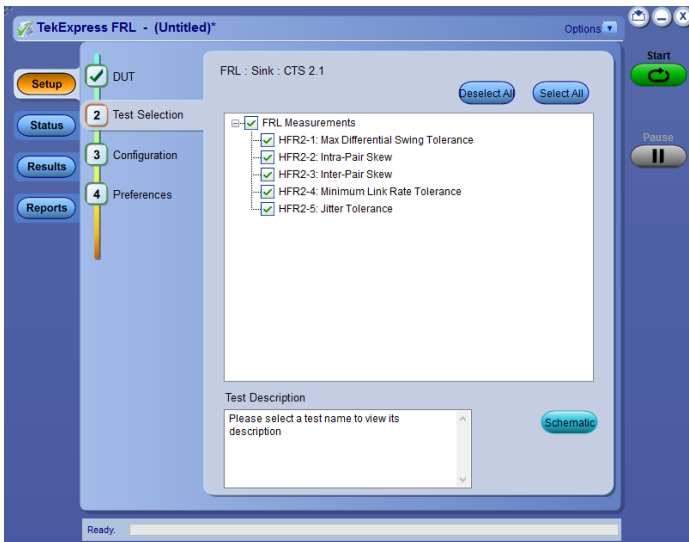 TekExpress FRL - (Untitled)*
Options
Start
Setup
DUT
FRL : Sink : CTS 2.1
Deselect All
Select All
Status
2 Test Selection
FRL Measurements
Pause
HFR2-1: Max Differential Swing Tolerance
Results
3 Configuration
HFR2-2: Intra-Pair Skew
HFR2-3: Inter-Pair Skew
Reports
4 Preferences
HFR2-4: Minimum Link Rate Tolerance
HFR2-5: Jitter Tolerance
Test Description
Please select a test name to view its
description
Schematic
Ready.